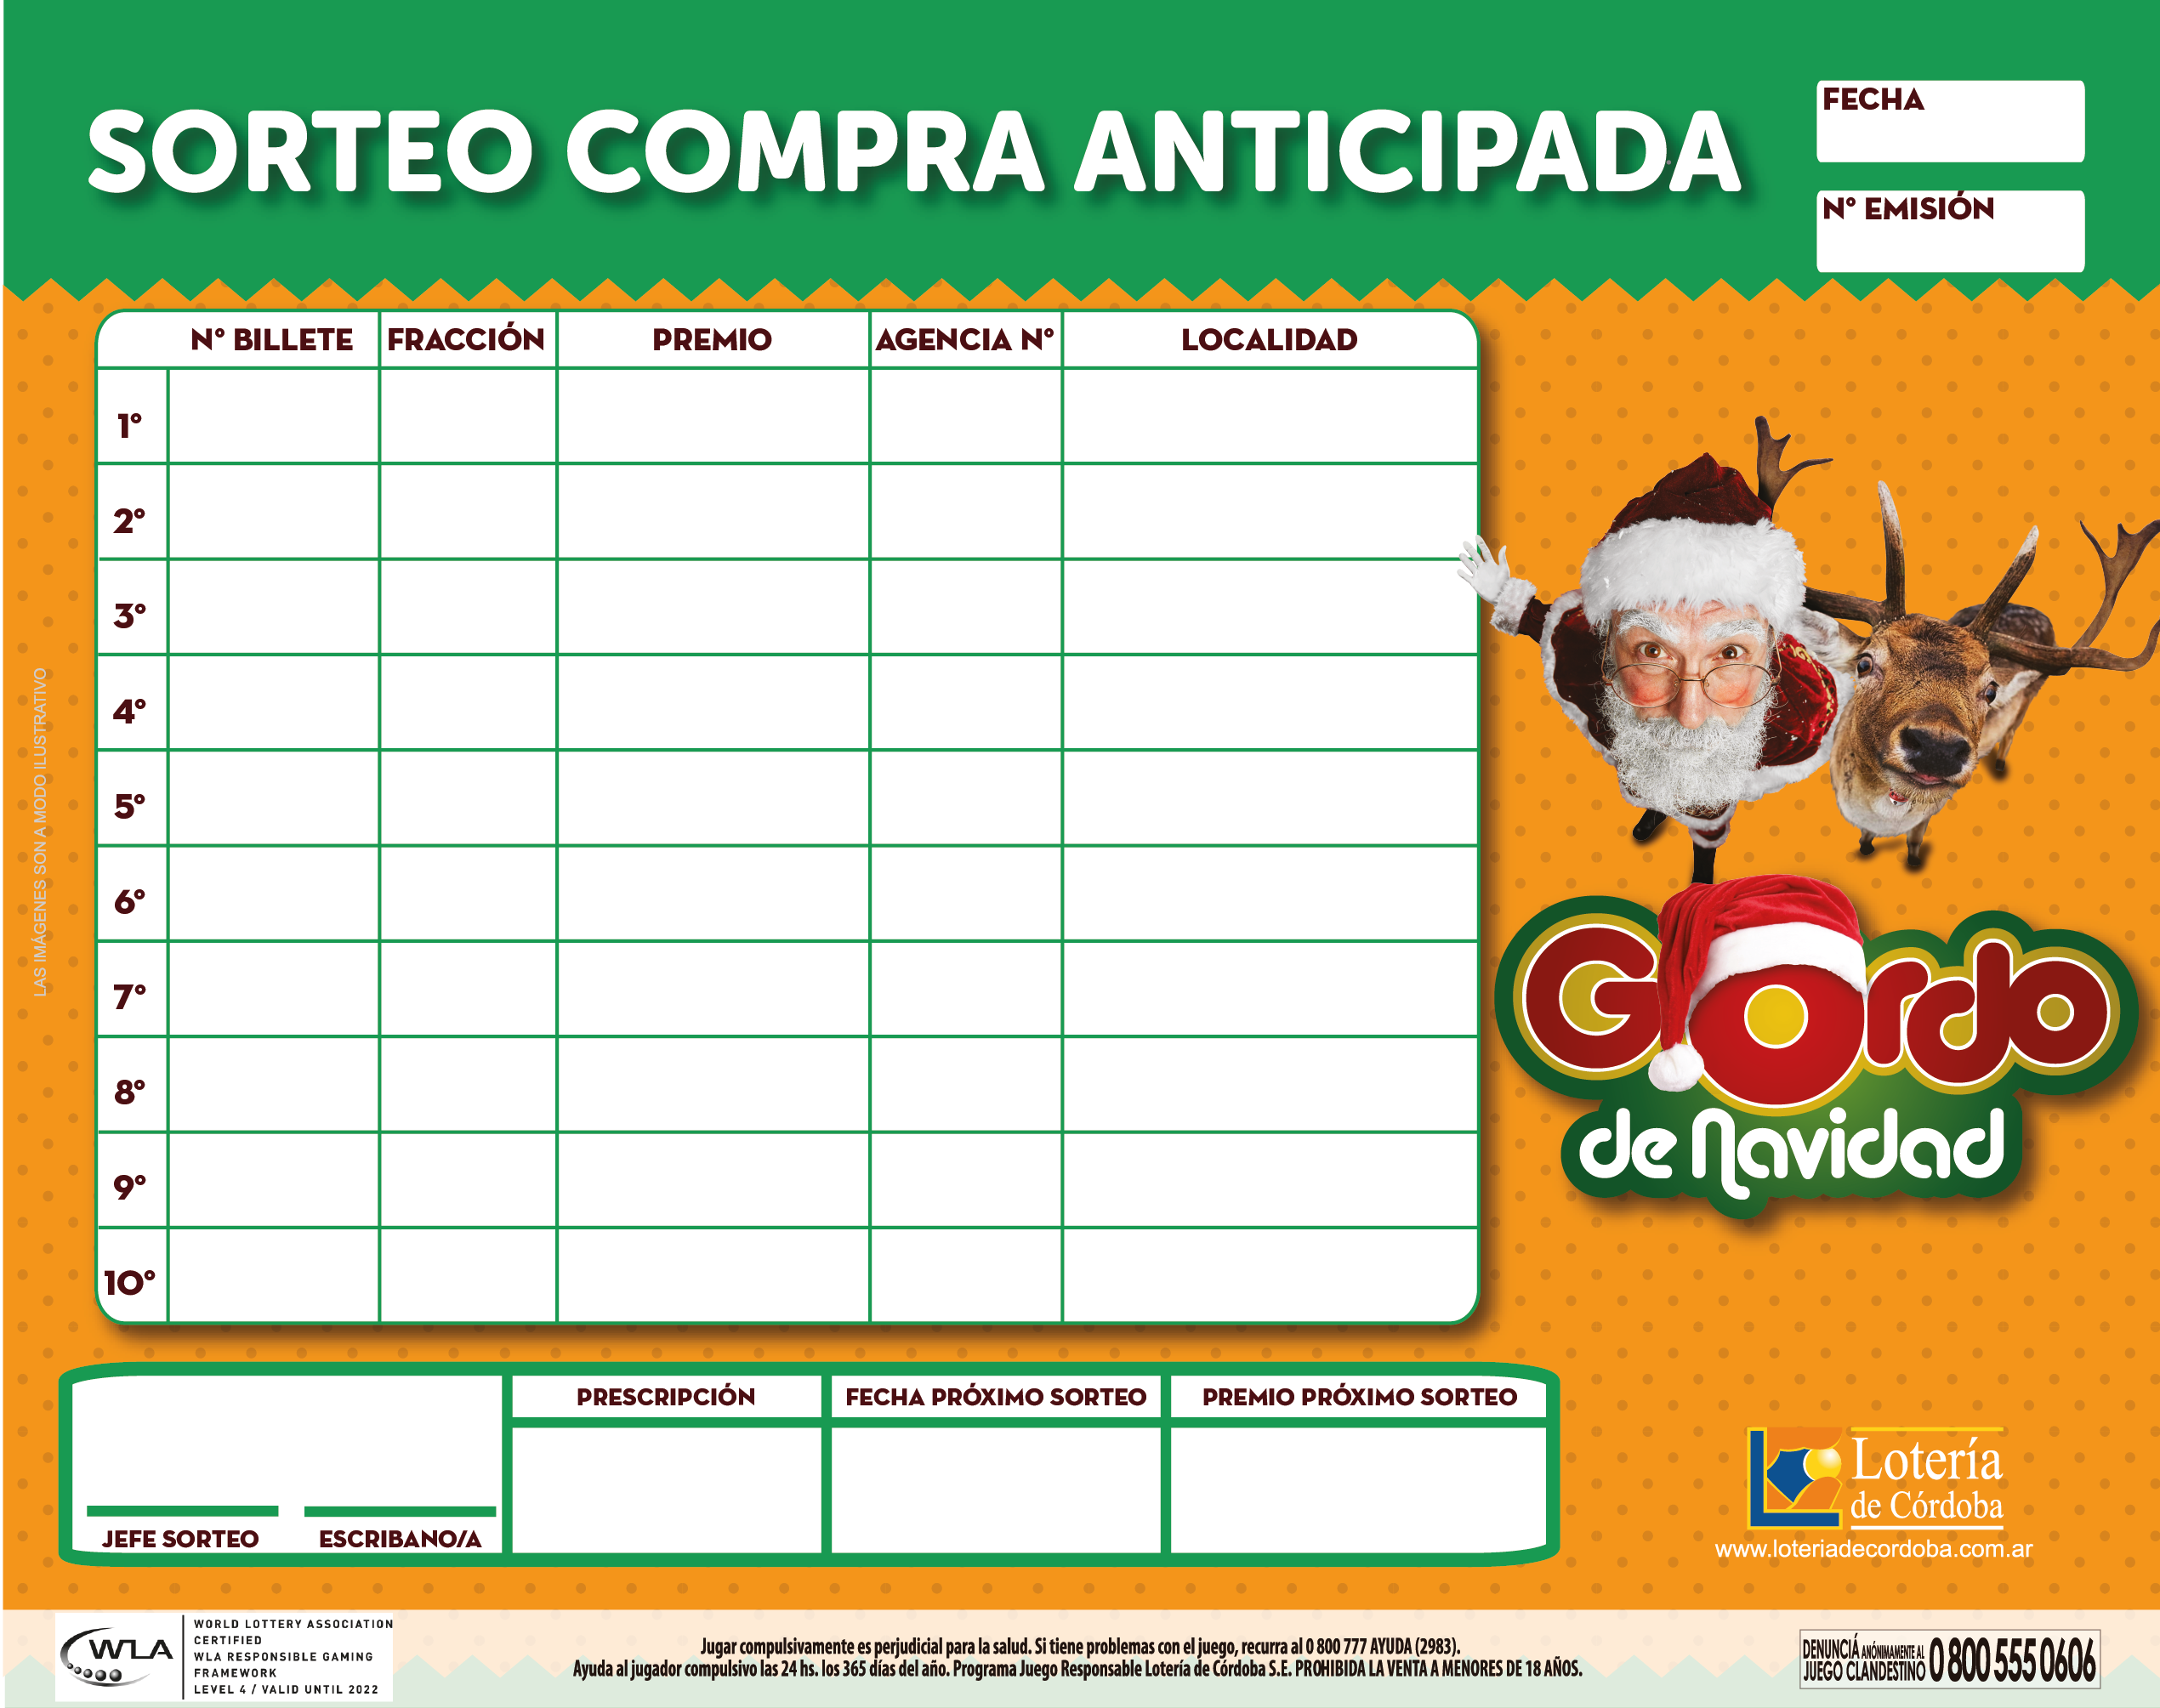 SORTEO COMPRA ANTICIPADA
FECHA
N° EMISIÓN
N° BILLETE FRACCIÓN PREMIO AGENCIA N° LOCALIDAD
1°
2°
3°
4°
5°
6°
7°
8°
9°
10°
LAS IMÁGENES SON A MODO ILUSTRATIVO
Gordo
de Navidad
PRESCRIPCIÓN FECHA PRÓXIMO SORTEO PREMIO PRÓXIMO SORTEO
JEFE SORTEO ESCRIBANO/A
Lotería
de Córdoba
www.loteriadecordoba.com.ar
WLA
WORLD LOTTERY ASSOCIATION
CERTIFIED
WLA RESPONSIBLE GAMING
FRAMEWORK
LEVEL 4 / VALID UNTIL 2022
Jugar compulsivamente es perjudicial para la salud. Si tiene problemas con el juego, recurra al 0 800 777 AYUDA (2983).
Ayuda al jugador compulsivo las 24 hs. los 365 días del año. Programa Juego Responsable Lotería de Córdoba S.E. PROHIBIDA LA VENTA A MENORES DE 18 AÑOS.
DENUNCIÁ ANÓNIMAMENTE AL
JUEGO CLANDESTINO 0 800 555 0606